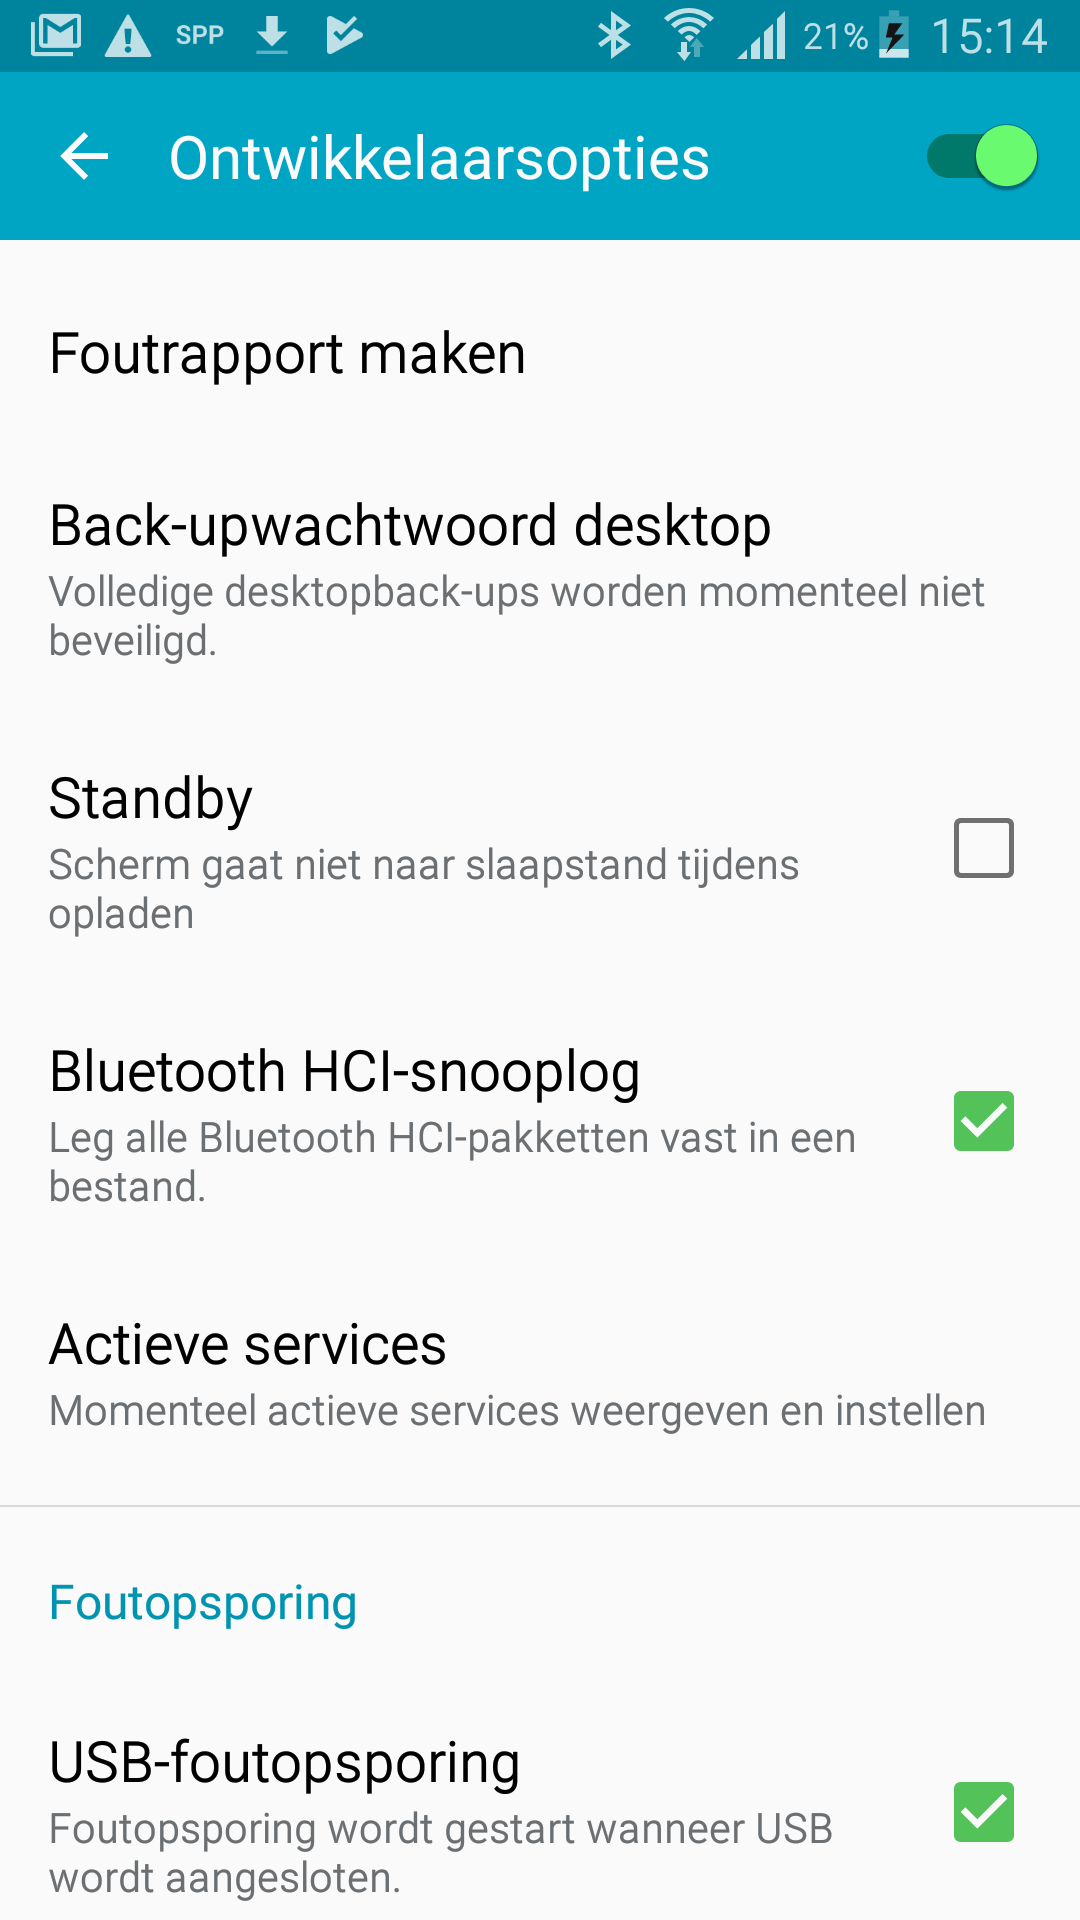 SPP 21% 15:14
Ontwikkelaarsopties
Foutrapport maken
Back-upwachtwoord desktop
Volledige desktopback-ups worden momenteel niet
beveiligd.
Standby
Scherm gaat niet naar slaapstand tijdens
opladen
Bluetooth HCI-snooplog
Leg alle Bluetooth HCI-pakketten vast in een
bestand.
Actieve services
Momenteel actieve services weergeven en instellen
Foutopsporing
USB-foutopsporing
Foutopsporing wordt gestart wanneer USB
wordt aangesloten.